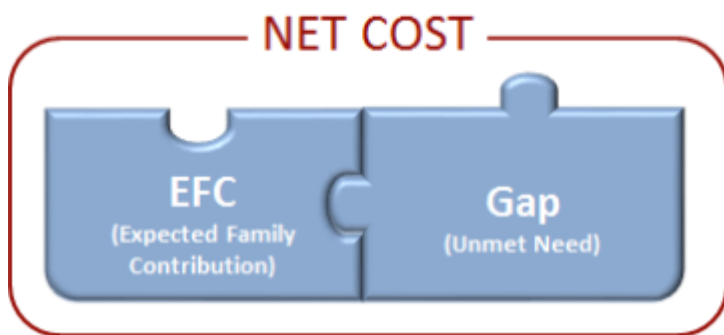 NET COST
EFC
(Expected Family
Contribution)
Gap
(Unmet Need)